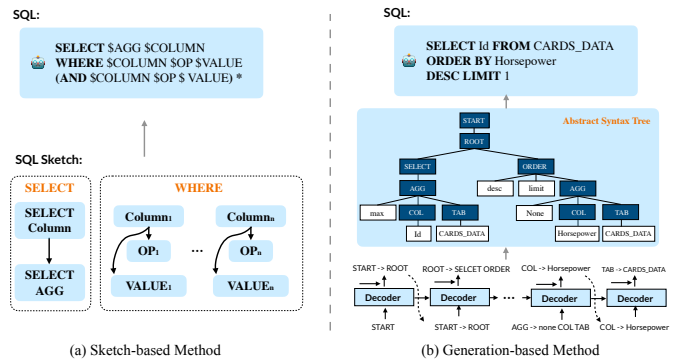 SQL:
SELECT $AGG $COLUMN
WHERE $COLUMN $OP $VALUE
(AND $COLUMN $OP $ VALUE) *
SQL Sketch:
SELECT
SELECT
Column
SELECT
AGG
WHERE
Column1
Columnn
OP1
...
OPn
VALUE1
VALUEn
(a) Sketch-based Method
SQL:
SELECT Id FROM CARDS_DATA
ORDER BY Horsepower
DESC LIMIT 1
Abstract Syntax Tree
START
ROOT
SELECT
ORDER
AGG
desc
limit
AGG
max
COL
TAB
None
COL
TAB
Id
CARDS_DATA
Horsepower
CARDS_DATA
START -> ROOT
ROOT -> SELCET ORDER
COL -> Horsepower
TAB -> CARDS_DATA
Decoder
Decoder
...
Decoder
Decoder
START
START -> ROOT
AGG -> none COL TAB
COL -> Horsepower
(b) Generation-based Method